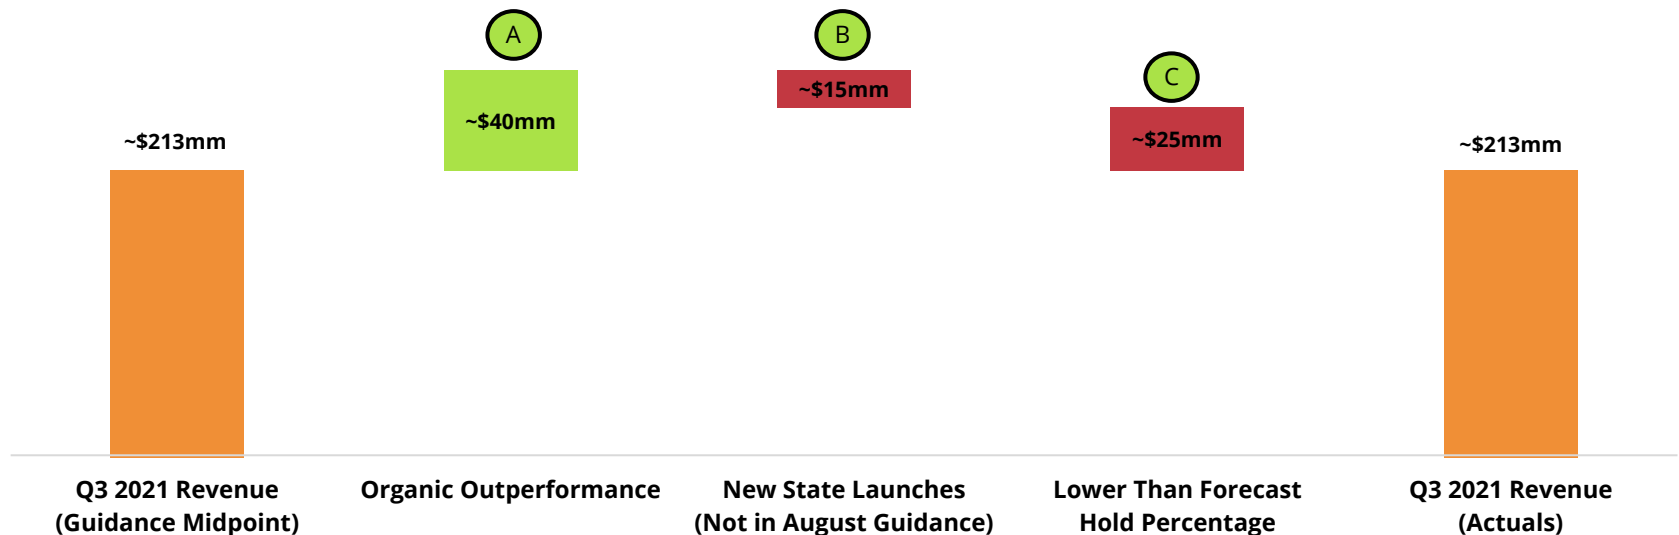 A
B
C
~$213mm
~$40mm
~$15mm
~$25mm
~$213mm
Q3 2021 Revenue
(Guidance Midpoint)
Organic Outperformance
New State Launches
(Not in August Guidance)
Lower Than Forecast
Hold Percentage
Q3 2021 Revenue
(Actuals)